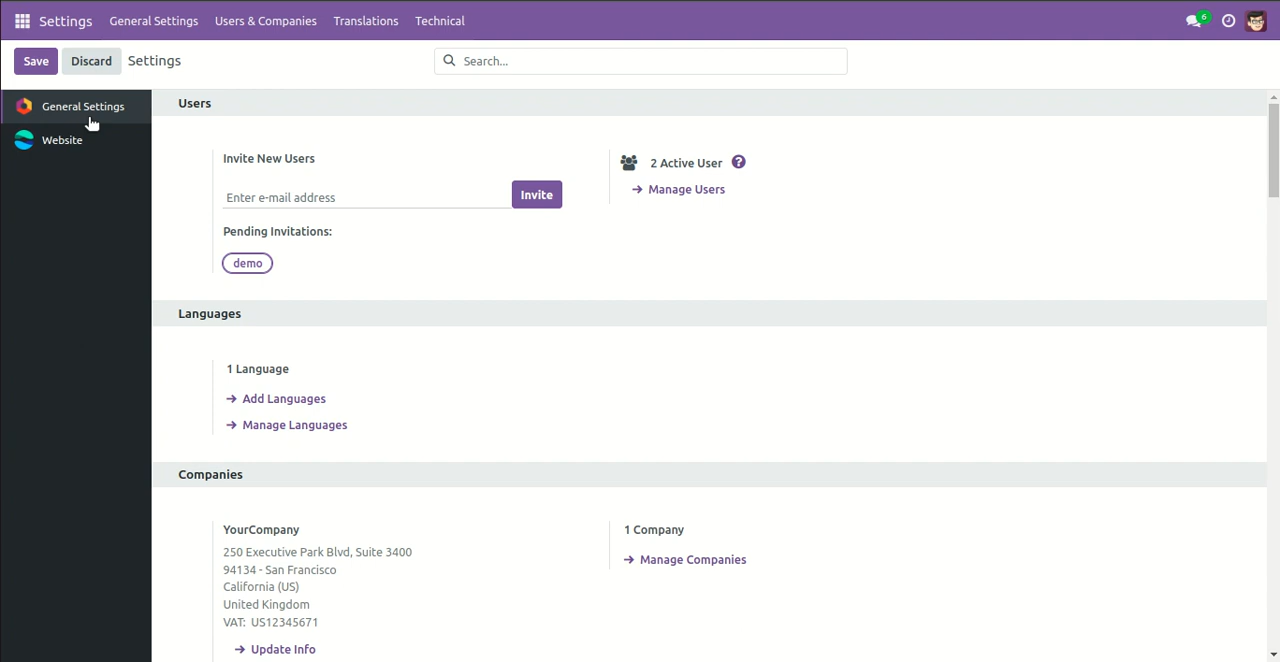 Settings General Settings Users & Companies Translations Technical 6
Save Discard Settings Search...
General Settings
Website
Users
Invite New Users
Enter e-mail address Invite
Pending Invitations:
demo
2 Active User ?
→ Manage Users
Languages
1 Language
→ Add Languages
→ Manage Languages
Companies
YourCompany
250 Executive Park Blvd, Suite 3400
94134 - San Francisco
California (US)
United Kingdom
VAT: US12345671
→ Update Info
1 Company
→ Manage Companies